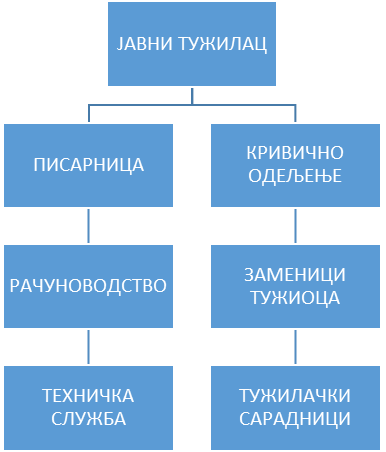 ЈАВНИ ТУЖИЛАЦ
ПИСАРНИЦА
КРИВИЧНО
ОДЕЉЕЊЕ
РАЧУНОВОДСТВО
ЗАМЕНИЦИ
ТУЖИОЦА
ТЕХНИЧКА
СЛУЖБА
ТУЖИЛАЧКИ
САРАДНИЦИ